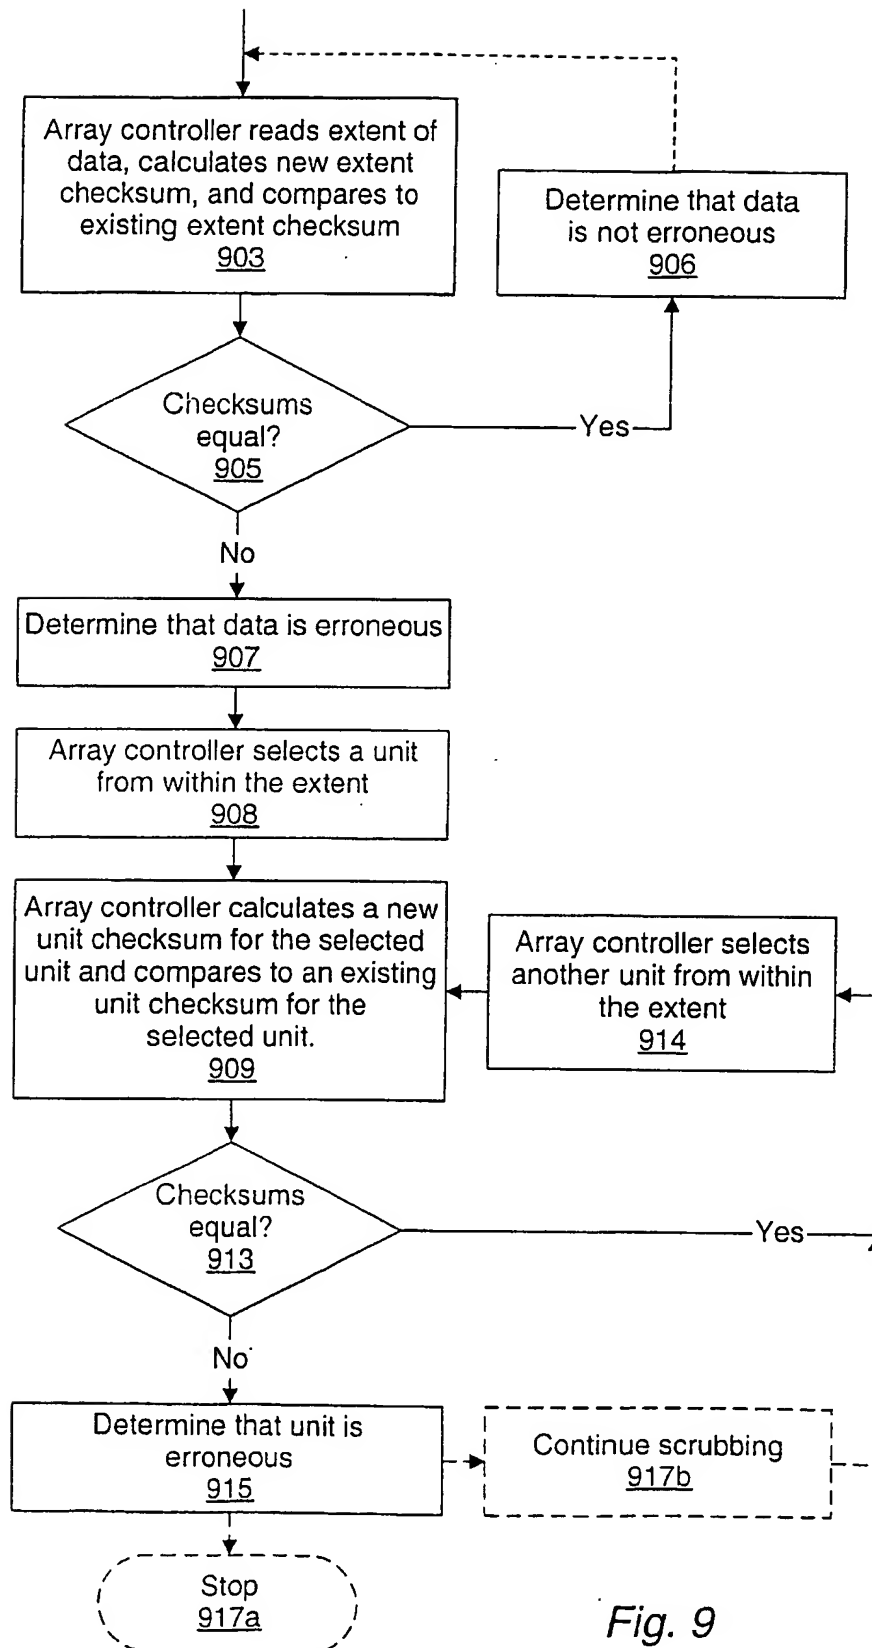 Array controller reads extent of
data, calculates new extent
checksum, and compares to
existing extent checksum
903
Determine that data
is not erroneous
906
Checksums
equal?
905
Yes
No
Determine that data is erroneous
907
Array controller selects a unit
from within the extent
908
Array controller calculates a new
unit checksum for the selected
unit and compares to an existing
unit checksum for the
selected unit.
909
Array controller selects
another unit from within
the extent
914
Checksums
equal?
913
Yes
No
Determine that unit is
erroneous
915
Continue scrubbing
917b
Stop
917a
Fig. 9